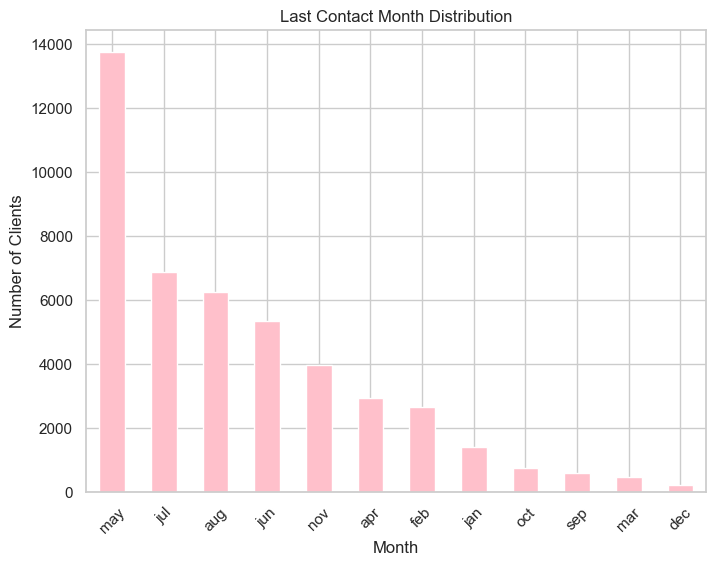 Last Contact Month Distribution
Number of Clients
14000
12000
10000
8000
6000
4000
2000
0
may jul aug jun nov apr feb jan oct sep mar dec
Month